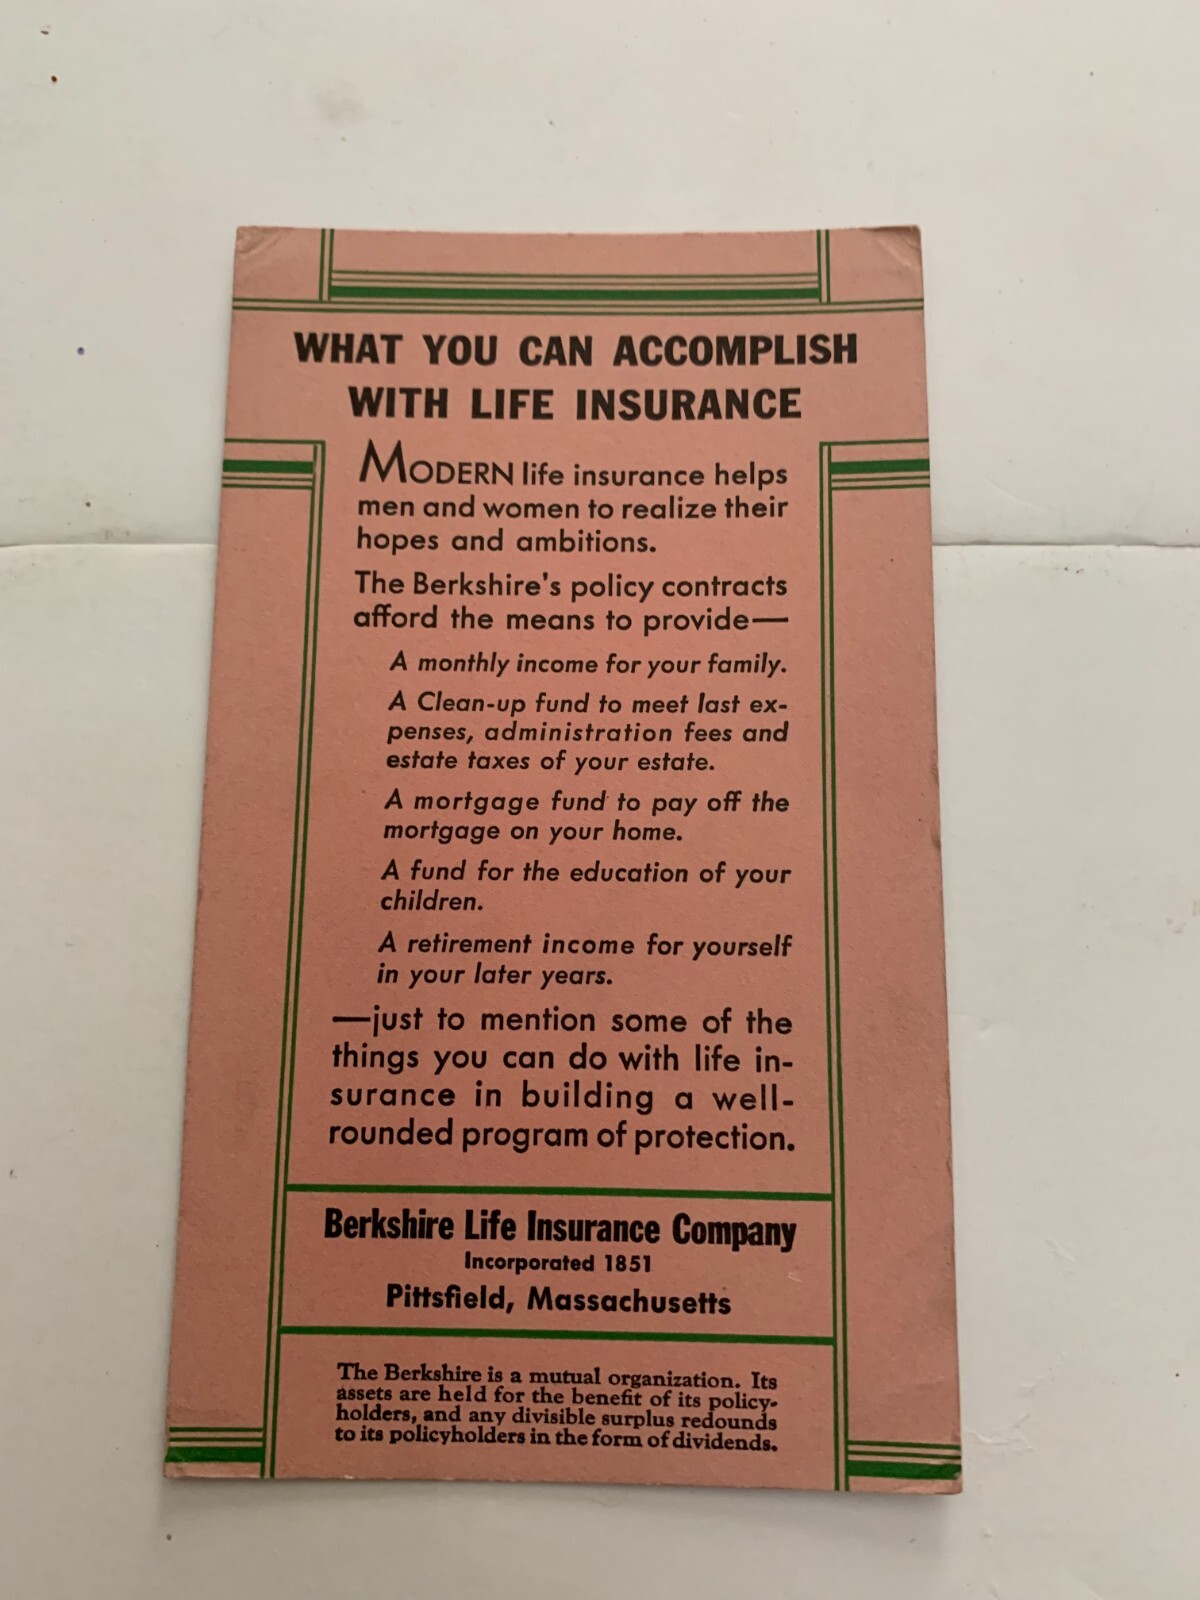 WHAT YOU CAN ACCOMPLISH
WITH LIFE INSURANCE
MODERN life insurance helps
men and women to realize their
hopes and ambitions.
The Berkshire's policy contracts
afford the means to provide—
A monthly income for your family.
A Clean-up fund to meet last ex-
penses, administration fees and
estate taxes of your estate.
A mortgage fund to pay off the
mortgage on your home.
A fund for the education of your
children.
A retirement income for yourself
in your later years.
—just to mention some of the
things you can do with life in-
surance in building a well-
rounded program of protection.
Berkshire Life Insurance Company
Incorporated 1851
Pittsfield, Massachusetts
The Berkshire is a mutual organization. Its
assets are held for the benefit of its policy-
holders, and any divisible surplus redounds
to its policyholders in the form of dividends.